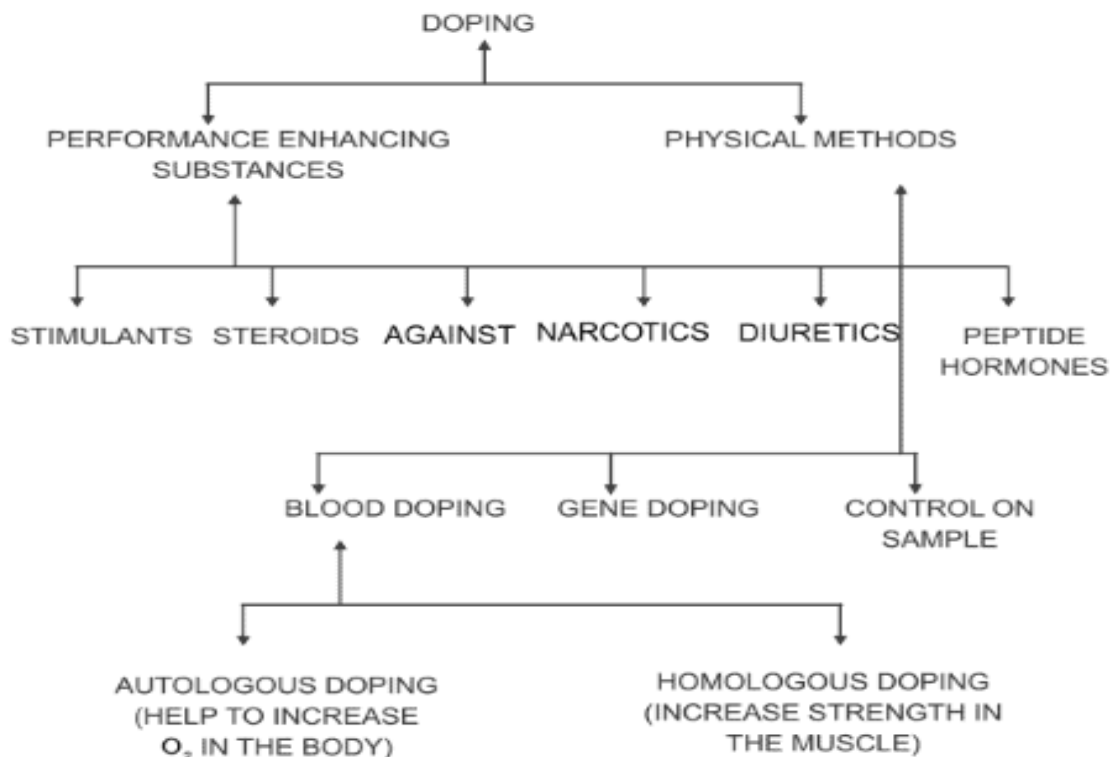 DOPING
PERFORMANCE ENHANCING
SUBSTANCES
PHYSICAL METHODS
STIMULANTS
STEROIDS
AGAINST
NARCOTICS
DIURETICS
PEPTIDE
HORMONES
BLOOD DOPING
GENE DOPING
CONTROL ON
SAMPLE
AUTOLOGOUS DOPING
(HELP TO INCREASE
O₂ IN THE BODY)
HOMOLOGOUS DOPING
(INCREASE STRENGTH IN
THE MUSCLE)